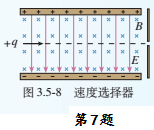 + + + + + + + + +
B
+q
E
- - - - - - - - -
图 3.5-8 速度选择器
第7题